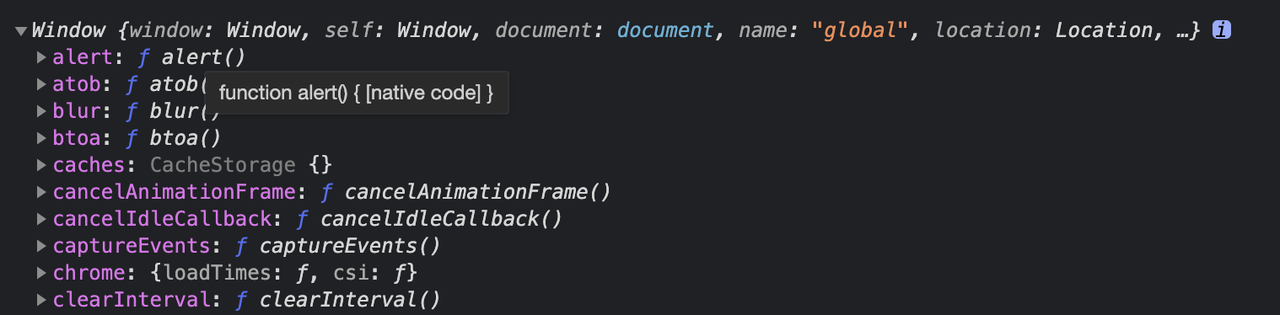 ▼Window {window: Window, self: Window, document: document, name: "global", location: Location, …} i
▶alert: ƒ alert()
▶atob: ƒ atob(
function alert() { [native code] }
▶blur: ƒ blur()
▶btoa: ƒ btoa()
▶caches: CacheStorage {}
▶cancelAnimationFrame: ƒ cancelAnimationFrame()
▶cancelIdleCallback: ƒ cancelIdleCallback()
▶captureEvents: ƒ captureEvents()
▶chrome: {loadTimes: ƒ, csi: ƒ}
▶clearInterval: ƒ clearInterval()